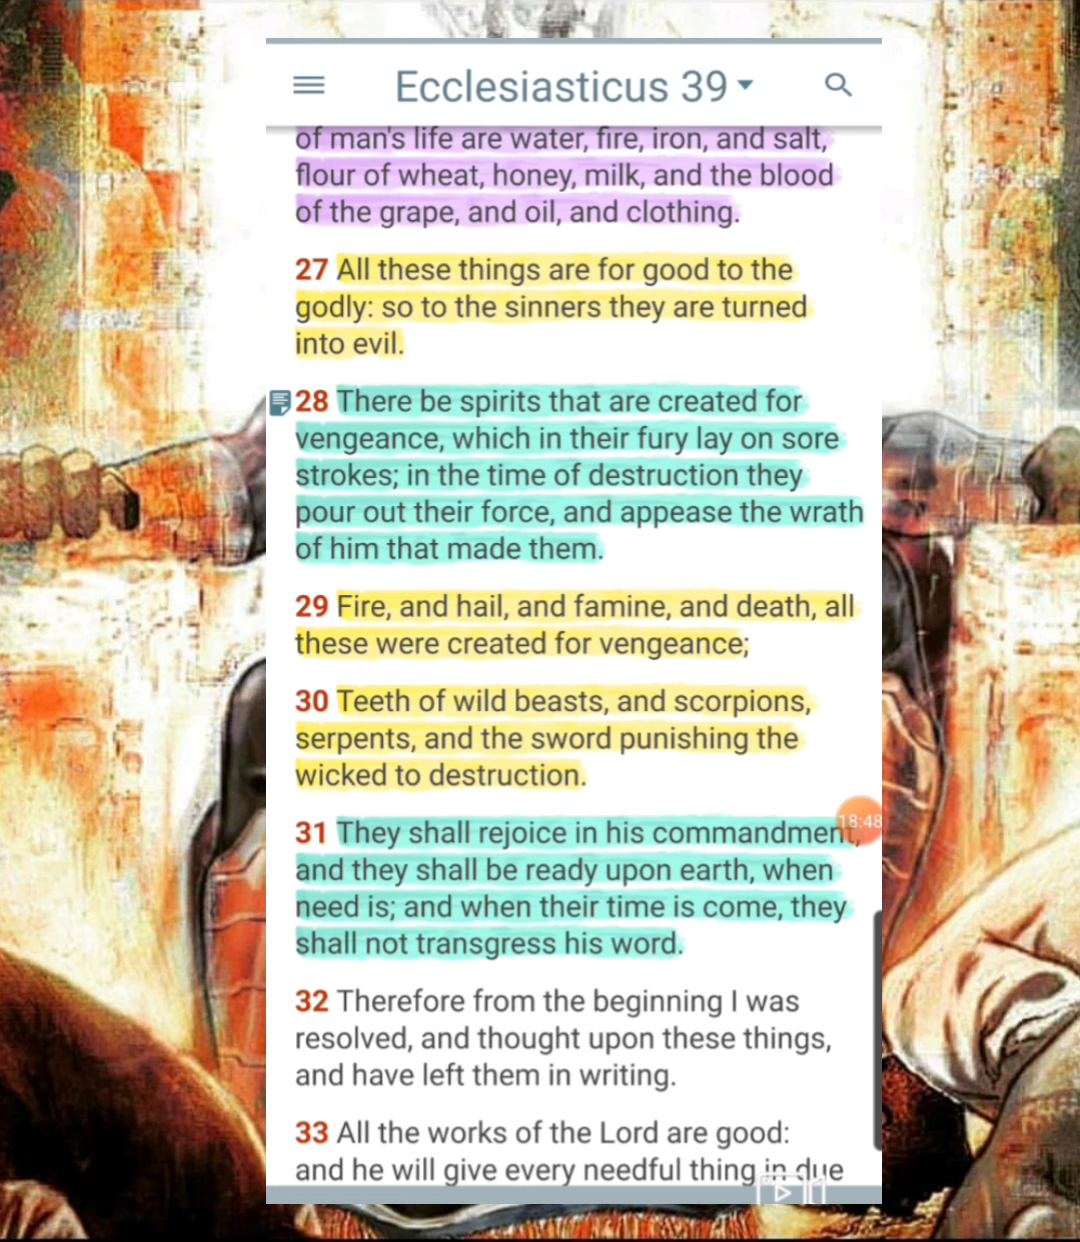 Ecclesiasticus 39
of man's life are water, fire, iron, and salt,
flour of wheat, honey, milk, and the blood
of the grape, and oil, and clothing.
27 All these things are for good to the
godly: so to the sinners they are turned
into evil.
28 There be spirits that are created for
vengeance, which in their fury lay on sore
strokes; in the time of destruction they
pour out their force, and appease the wrath
of him that made them.
29 Fire, and hail, and famine, and death, all
these were created for vengeance;
30 Teeth of wild beasts, and scorpions,
serpents, and the sword punishing the
wicked to destruction.
31 They shall rejoice in his commandment,
18:48
and they shall be ready upon earth, when
need is; and when their time is come, they
shall not transgress his word.
32 Therefore from the beginning I was
resolved, and thought upon these things,
and have left them in writing.
33 All the works of the Lord are good:
and he will give every needful thing in due